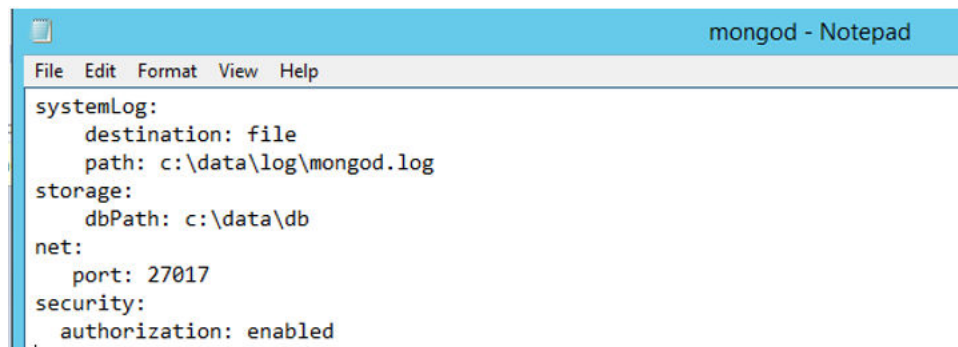 mongod - Notepad
File Edit Format View Help
systemLog:
    destination: file
    path: c:\data\log\mongod.log
storage:
    dbPath: c:\data\db
net:
   port: 27017
security:
  authorization: enabled